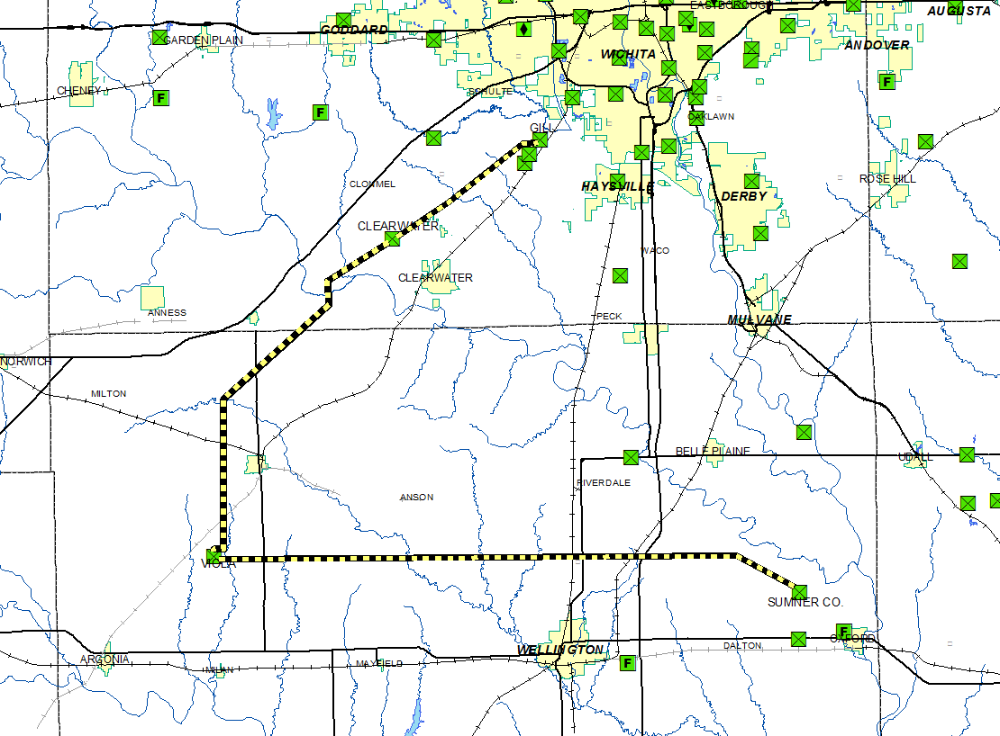 EASTBOROUGH
AUGUSTA
GODDARD
GARDEN PLAIN
ANDOVER
WICHITA
CHENEY
SCHULTE
F
F
F
OAKLAWN
GILL
ROSE HILL
CLONMEL
HAYSVILLE
DERBY
CLEARWATER
WACO
CLEARWATER
ANNESS
PECK
MULVANE
NORWICH
MILTON
BELLE PLAINE
UDALL
RIVERDALE
ANSON
VIOLA
SUMNER CO.
F
OXFORD
DALTON
WELLINGTON
ARGONIA
MAYFIELD
F
MILAN